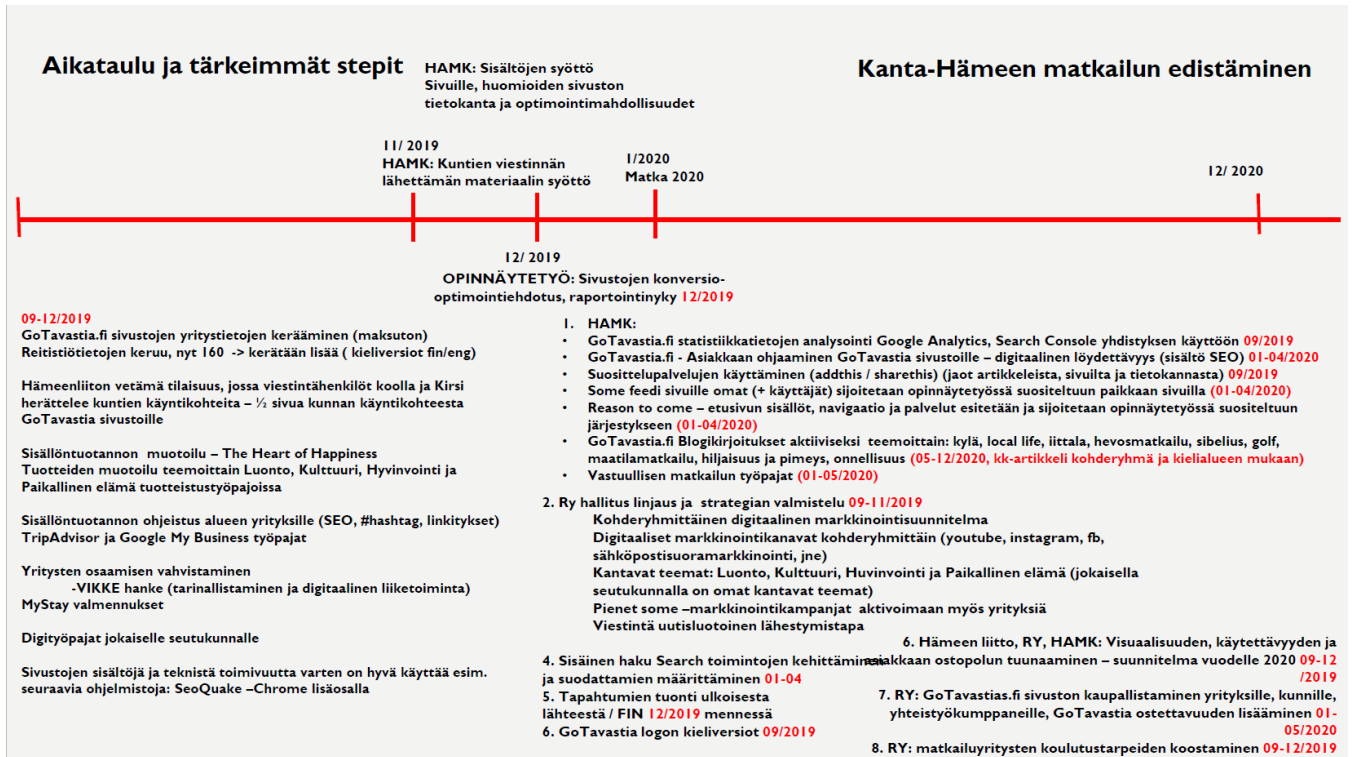 Aikataulu ja tärkeimmät stepit
HAMK: Sisältöjen syöttö
Sivuille, huomioiden sivuston
tietokanta ja optimointimahdollisuudet
Kanta-Hämeen matkailun edistäminen
11/ 2019
HAMK: Kuntien viestinnän
lähettämän materiaalin syöttö
1/2020
Matka 2020
12/ 2020
12/ 2019
OPINNÄYTETYÖ: Sivustojen konversio-
optimointiehdotus, raportointinyky 12/2019
09-12/2019
GoTavastia.fi sivustojen yritystietojen kerääminen (maksuton)
Reitistiötietojen keruu, nyt 160 -> kerätään lisää ( kieliversiot fin/eng)
Hämeenliiton vetämä tilaisuus, jossa viestintähenkilöt koolla ja Kirsi
herättelee kuntien käyntikohteita – ½ sivua kunnan käyntikohteesta
GoTavastia sivustoille
Sisällöntuotannon muotoilu – The Heart of Happiness
Tuotteiden muotoilu teemoittain Luonto, Kulttuuri, Hyvinvointi ja
Paikallinen elämä tuotteistustyöpajoissa
Sisällöntuotannon ohjeistus alueen yrityksille (SEO, #hashtag, linkitykset)
TripAdvisor ja Google My Business työpajat
Yritysten osaamisen vahvistaminen
-VIKKE hanke (tarinallistaminen ja digitaalinen liiketoiminta)
MyStay valmennukset
Digityöpajat jokaiselle seutukunnalle
Sivustojen sisältöjä ja teknistä toimivuutta varten on hyvä käyttää esim.
seuraavia ohjelmistoja: SeoQuake –Chrome lisäosalla
1. HAMK:
• GoTavastia.fi statistiikkatietojen analysointi Google Analytics, Search Console yhdistyksen käyttöön 09/2019
• GoTavastia.fi - Asiakkaan ohjaaminen GoTavastia sivustoille – digitaalinen löydettävyys (sisältö SEO) 01-04/2020
• Suosittelupalvelujen käyttäminen (addthis / sharethis) (jaot artikkeleista, sivuilta ja tietokannasta) 09/2019
• Some feedi sivuille omat (+ käyttäjät) sijoitetaan opinnäytetyössä suositeltuun paikkaan sivuilla (01-04/2020)
• Reason to come – etusivun sisällöt, navigaatio ja palvelut esitetään ja sijoitetaan opinnäytetyössä suositeltuun
järjestykseen (01-04/2020)
• GoTavastia.fi Blogikirjoitukset aktiiviseksi teemoittain: kylä, local life, iittala, hevosmatkailu, sibelius, golf,
maatilamatkailu, hiljaisuus ja pimeys, onnellisuus (05-12/2020, kk-artikkeli kohderyhmä ja kielialueen mukaan)
• Vastuullisen matkailun työpajat (01-05/2020)
2. Ry hallitus linjaus ja strategian valmistelu 09-11/2019
Kohderyhmittäinen digitaalinen markkinointisuunnitelma
Digitaaliset markkinointikanavat kohderyhmittäin (youtube, instagram, fb,
sähköpostisuoramarkkinointi, jne)
Kantavat teemat: Luonto, Kulttuuri, Huvinvointi ja Paikallinen elämä (jokaisella
seutukunnalla on omat kantavat teemat)
Pienet some –markkinointikampanjat aktivoimaan myös yrityksiä
Viestintä uutisluotoinen lähestymistapa
4. Sisäinen haku Search toimintojen kehittäminen
ja suodattamien määrittäminen 01-04
5. Tapahtumien tuonti ulkoisesta
lähteestä / FIN 12/2019 mennessä
6. GoTavastia logon kieliversiot 09/2019
6. Hämeen liitto, RY, HAMK: Visuaalisuuden, käytettävyyden ja
asiakkaan ostopolun tuunaaminen – suunnitelma vuodelle 2020 09-12
/2019
7. RY: GoTavastias.fi sivuston kaupallistaminen yrityksille, kunnille,
yhteistyökumppaneille, GoTavastia ostettavuuden lisääminen 01-
05/2020
8. RY: matkailuyritysten koulutustarpeiden koostaminen 09-12/2019